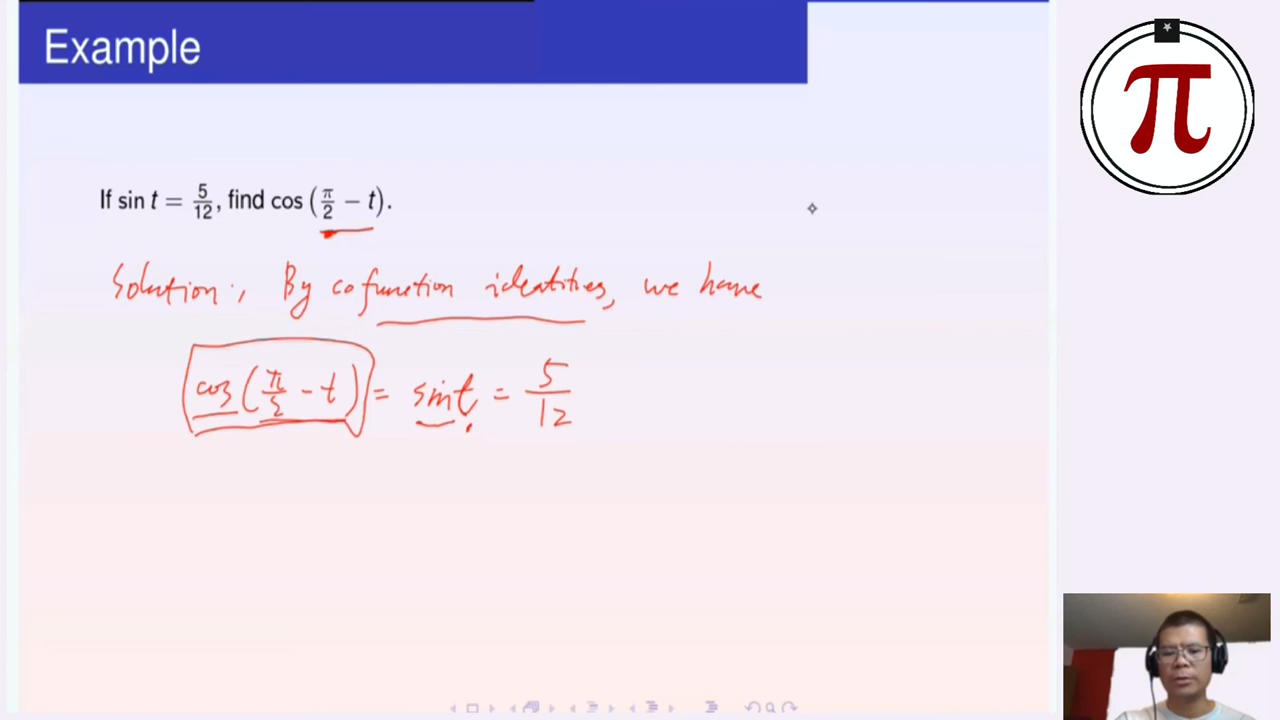 Example
If sin t = 5/12, find cos (π/2 − t).
Solution:, By cofunction identities, we have
cos (π/2 − t) = sin t = 5/12
π